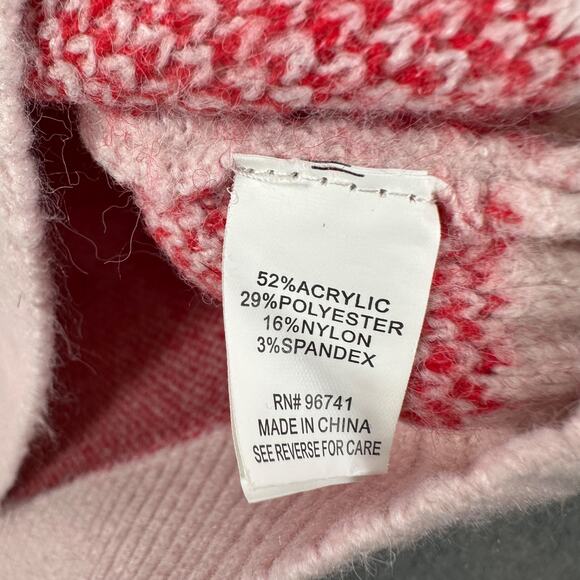 52%ACRYLIC
29%POLYESTER
16%NYLON
3%SPANDEX
RN# 96741
MADE IN CHINA
SEE REVERSE FOR CARE